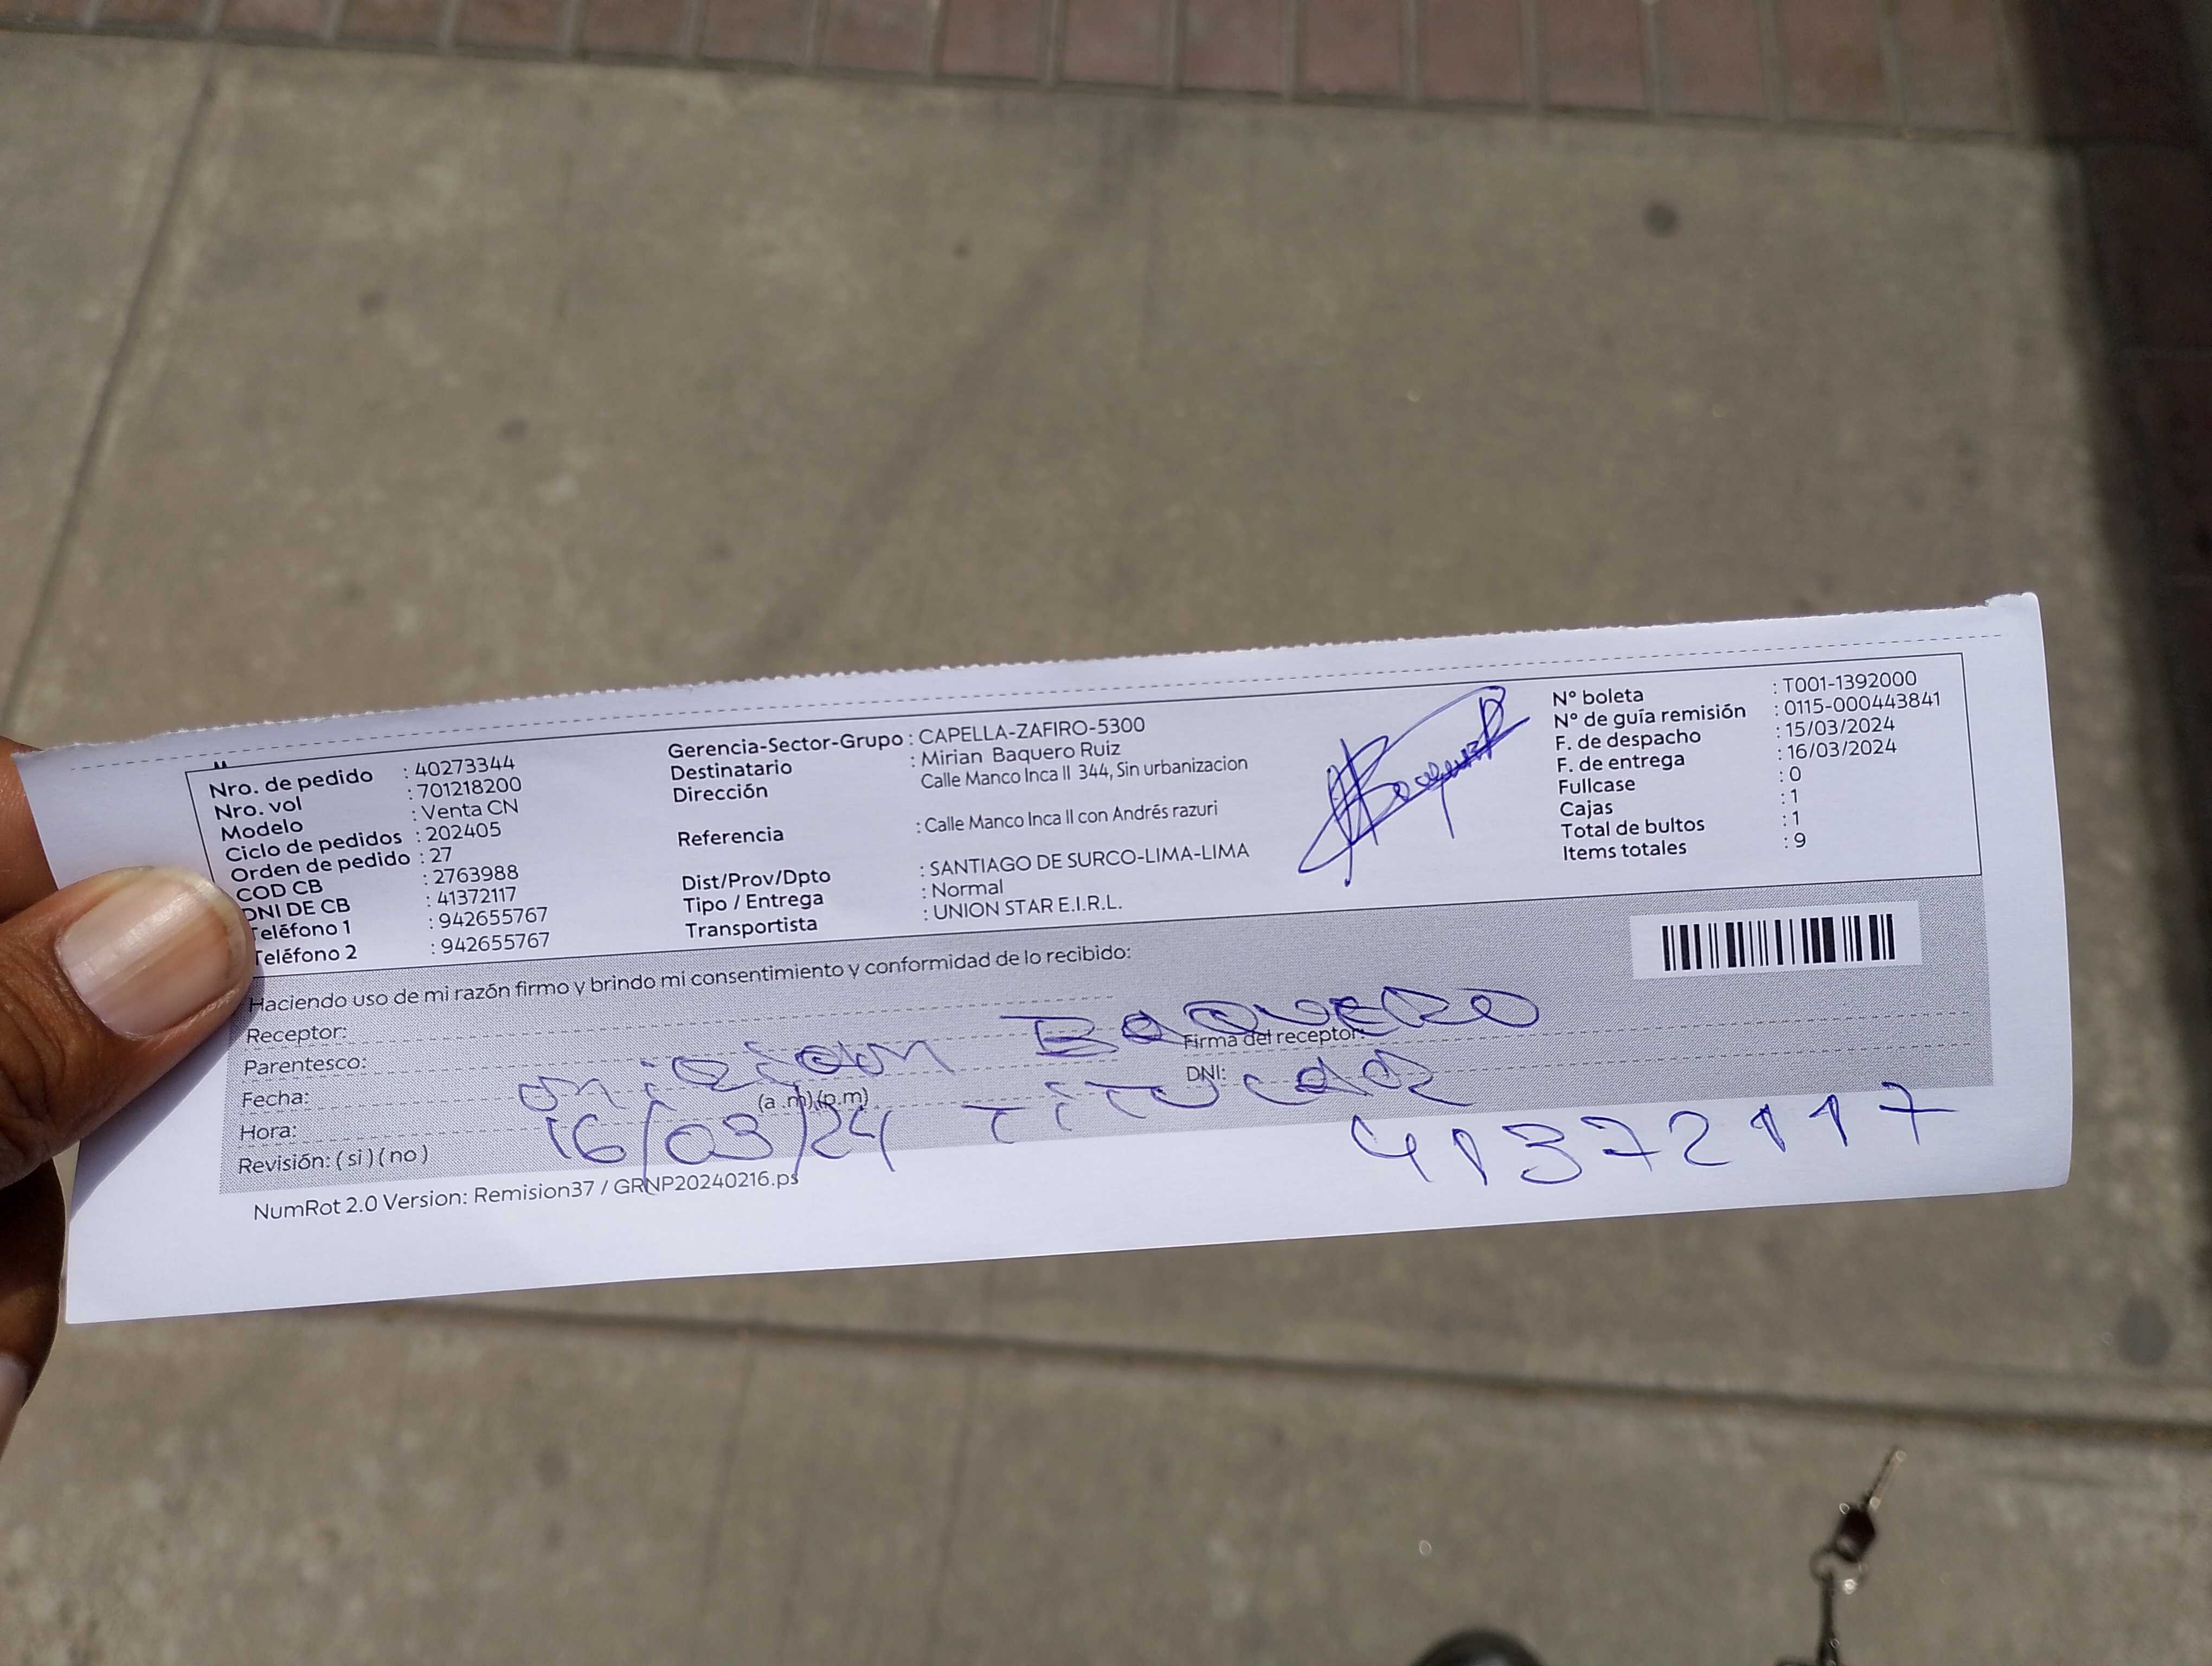 Nro. de pedido : 40273344
Nro. vol : 701218200
Modelo : Venta CN
Ciclo de pedidos : 202405
Orden de pedido : 27
COD CB : 2763988
DNI DE CB : 41372117
Teléfono 1 : 942655767
Teléfono 2 : 942655767
Gerencia-Sector-Grupo : CAPELLA-ZAFIRO-5300
Destinatario : Mirian Baquero Ruiz
Dirección Calle Manco Inca II 344, Sin urbanizacion
Referencia : Calle Manco Inca II con Andrés razuri
Dist/Prov/Dpto : SANTIAGO DE SURCO-LIMA-LIMA
Tipo / Entrega : Normal
Transportista : UNION STAR E.I.R.L.
Baquero
N° boleta : T001-1392000
N° de guía remisión : 0115-000443841
F. de despacho : 15/03/2024
F. de entrega : 16/03/2024
Fullcase : 0
Cajas : 1
Total de bultos : 1
Items totales : 9
Haciendo uso de mi razón firmo y brindo mi consentimiento y conformidad de lo recibido:
Receptor:
Parentesco:
Fecha:
Hora: (a .m)(p.m)
Revisión: ( sì ) ( no )
Firma del receptor:
DNI:
mirian BaQUERO
16/03/24 Titular
41372117
NumRot 2.0 Version: Remision37 / GRNP20240216.ps